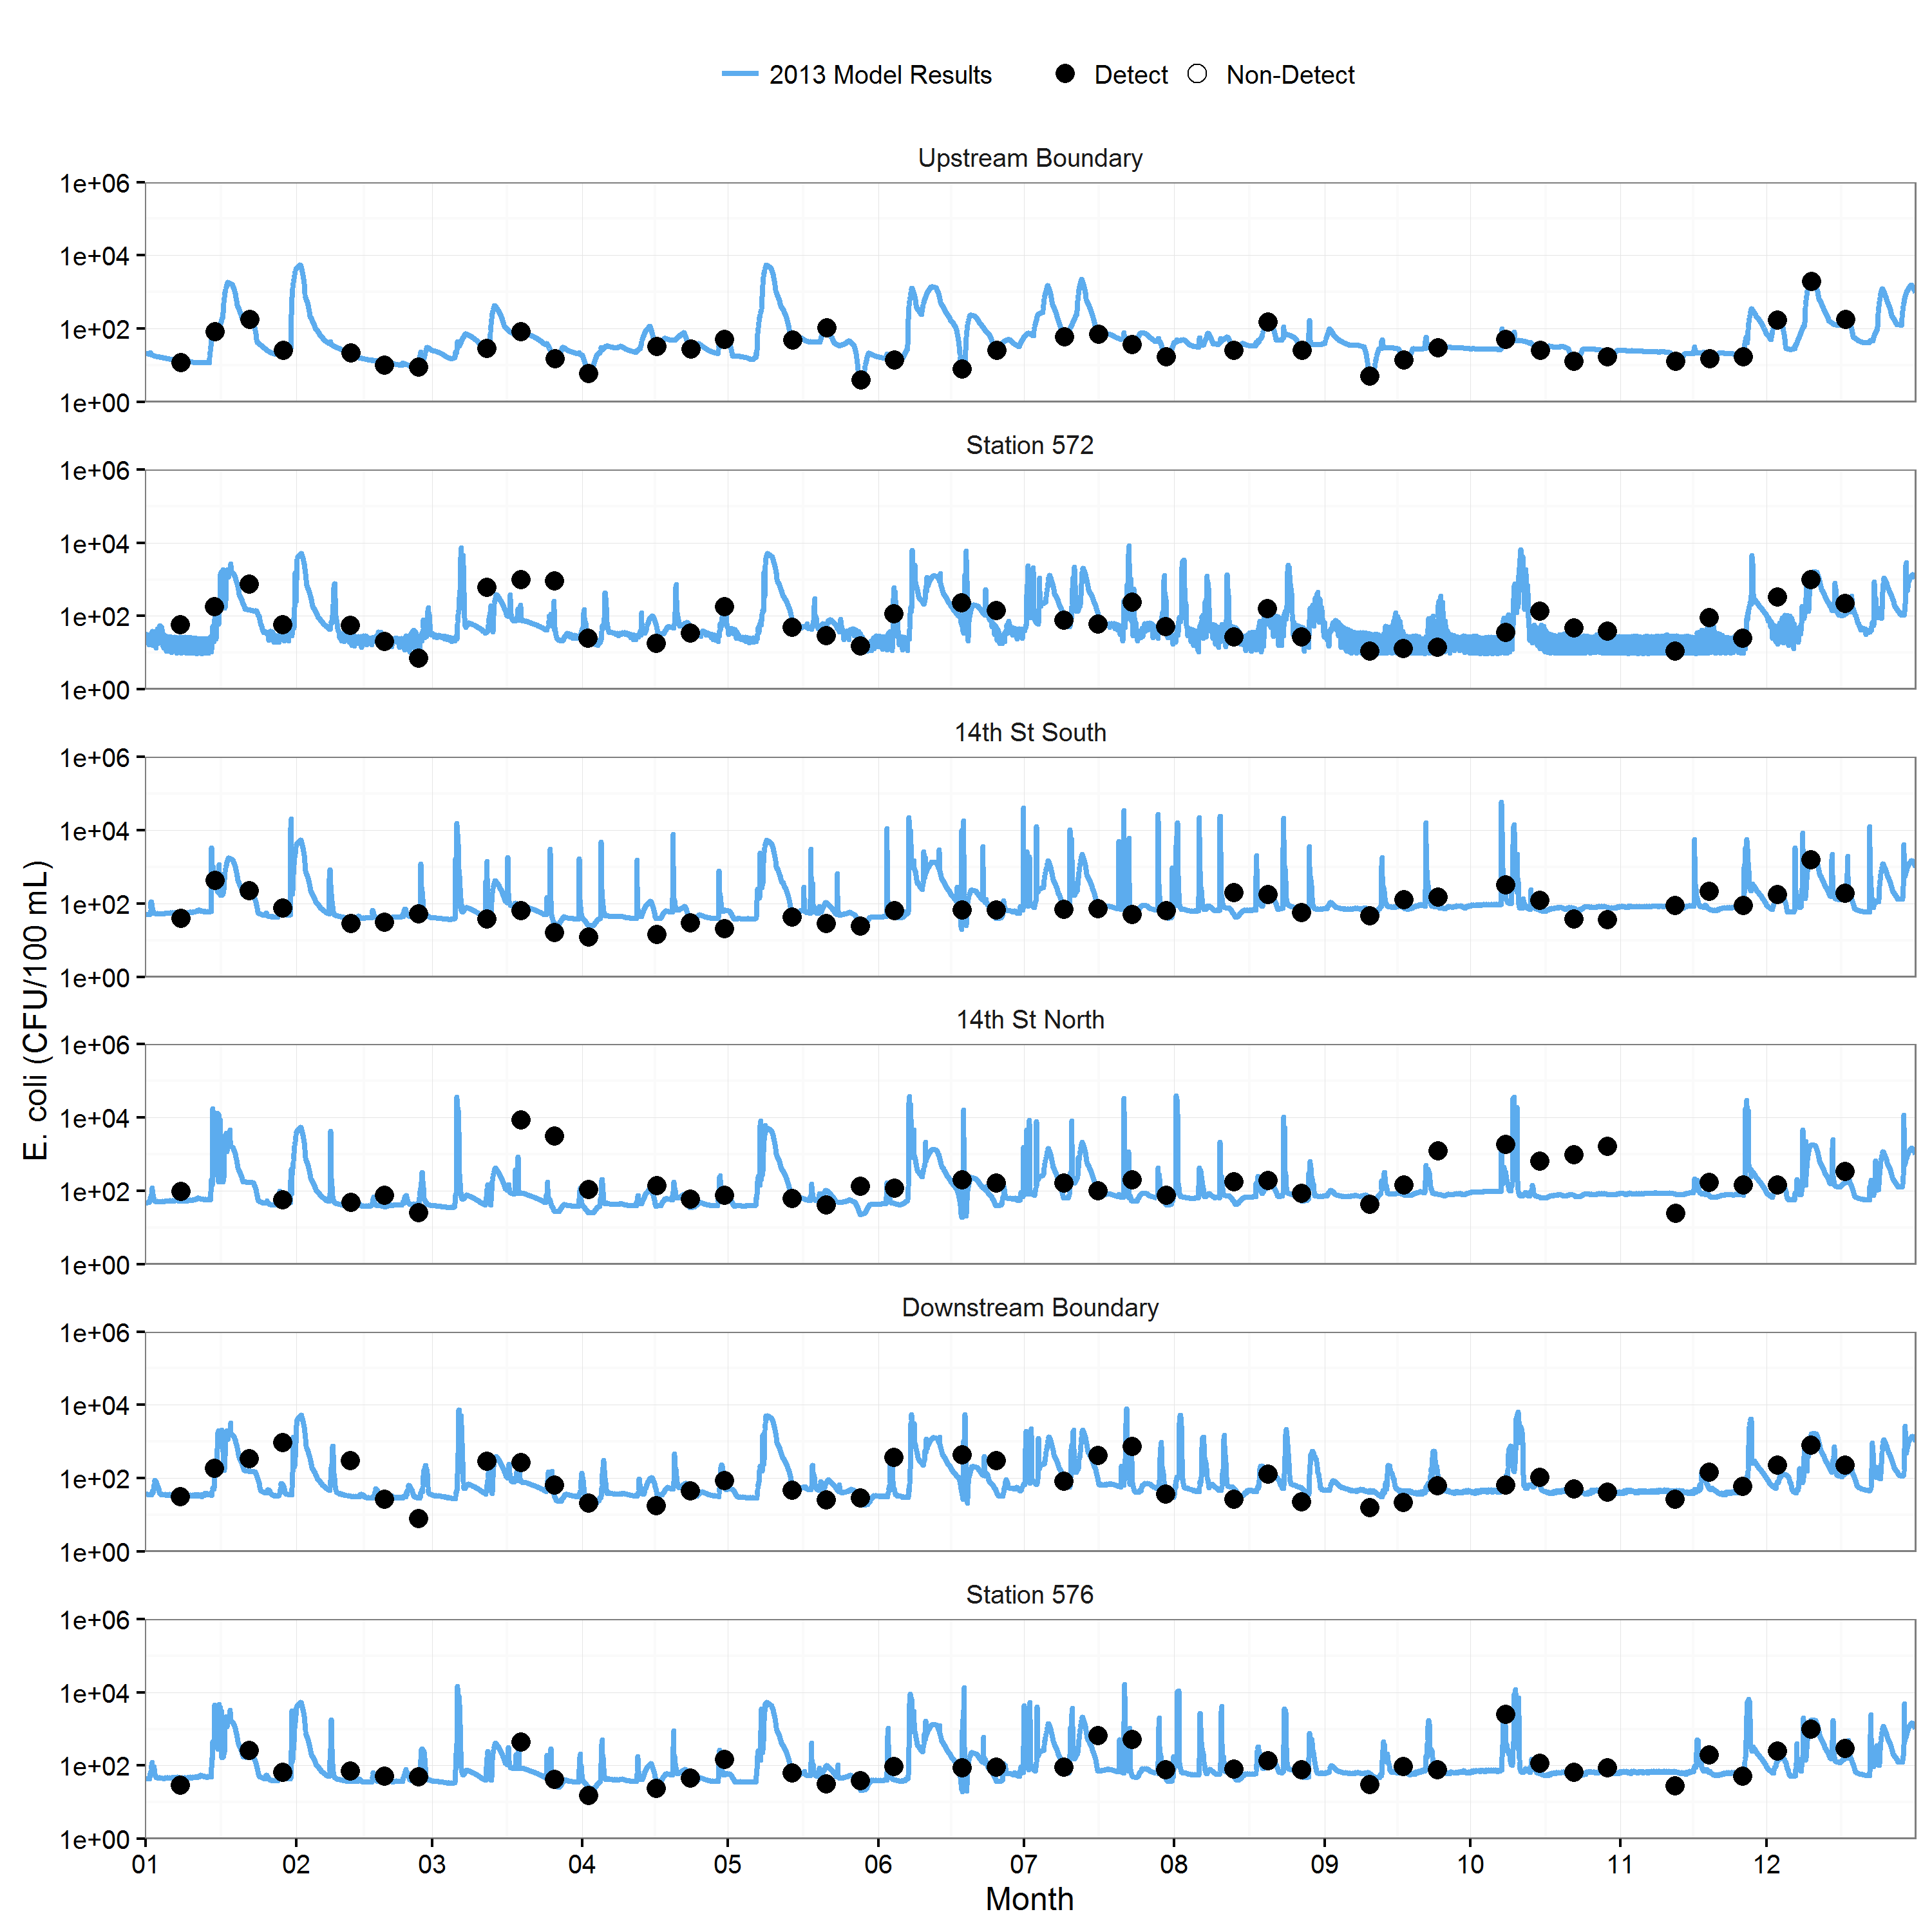 2013 Model Results Detect Non-Detect
Upstream Boundary
1e+06
1e+04
1e+02
1e+00
Station 572
1e+06
1e+04
1e+02
1e+00
14th St South
1e+06
1e+04
1e+02
1e+00
E. coli (CFU/100 mL)
14th St North
1e+06
1e+04
1e+02
1e+00
Downstream Boundary
1e+06
1e+04
1e+02
1e+00
Station 576
1e+06
1e+04
1e+02
1e+00
01 02 03 04 05 06 07 08 09 10 11 12
Month